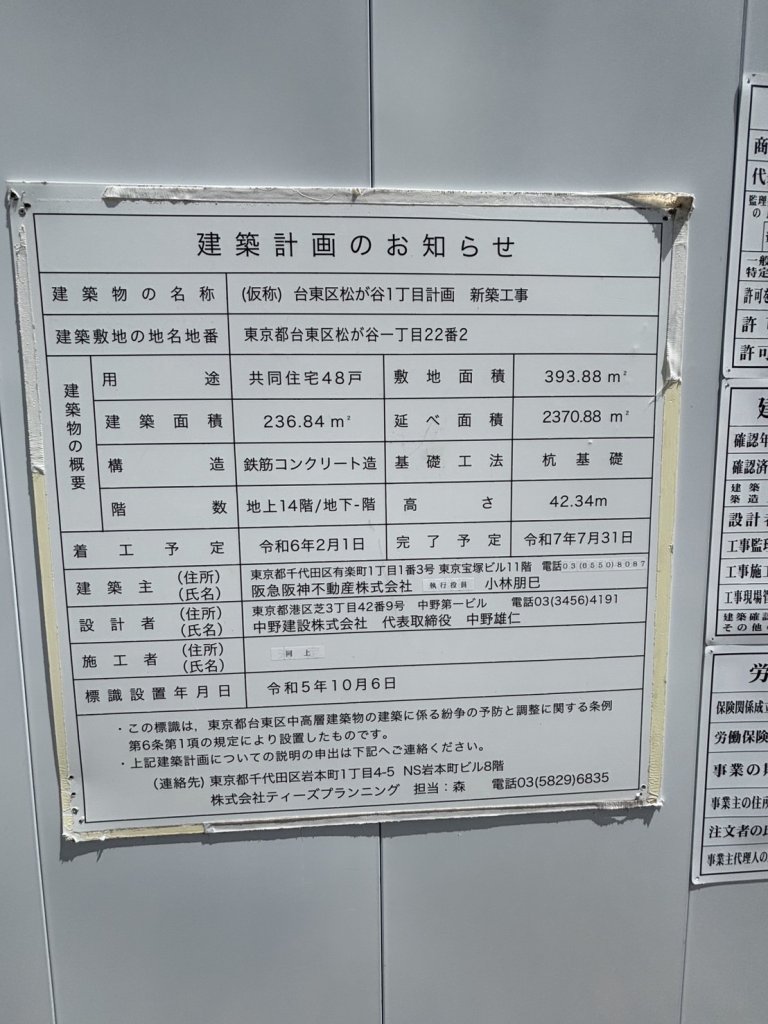 建築計画のお知らせ
建築物の名称 (仮称) 台東区松が谷1丁目計画 新築工事
建築敷地の地名地番 東京都台東区松が谷一丁目22番2
建築物の概要
用途 共同住宅48戸 敷地面積 393.88 m²
建築面積 236.84 m² 延べ面積 2370.88 m²
構造 鉄筋コンクリート造 基礎工法 杭基礎
階数 地上14階/地下-階 高さ 42.34m
着工予定 令和6年2月1日 完了予定 令和7年7月31日
建築主 (住所) 東京都千代田区有楽町1丁目1番3号 東京宝塚ビル11階 電話03(6550)8087
(氏名) 阪急阪神不動産株式会社 執行役員 小林朋巳
設計者 (住所) 東京都港区芝3丁目42番9号 中野第一ビル 電話03(3456)4191
(氏名) 中野建設株式会社 代表取締役 中野雄仁
施工者 (住所)
(氏名) 同上
標識設置年月日 令和5年10月6日
・この標識は、東京都台東区中高層建築物の建築に係る紛争の予防と調整に関する条例
第6条第1項の規定により設置したものです。
・上記建築計画についての説明の申出は下記へご連絡ください。
(連絡先) 東京都千代田区岩本町1丁目4-5 NS岩本町ビル8階
株式会社ティーズプランニング 担当：森 電話03(5829)6835
商
代
監理
の
一般
特定
許可
許可
許可
建
確認年
確認済
建築
築造
設計者
工事監理
工事施工
工事現場管
建築確認
その他の
労
保険関係成立
労働保険
事業の
事業主の住所
注文者の
事業主代理人の